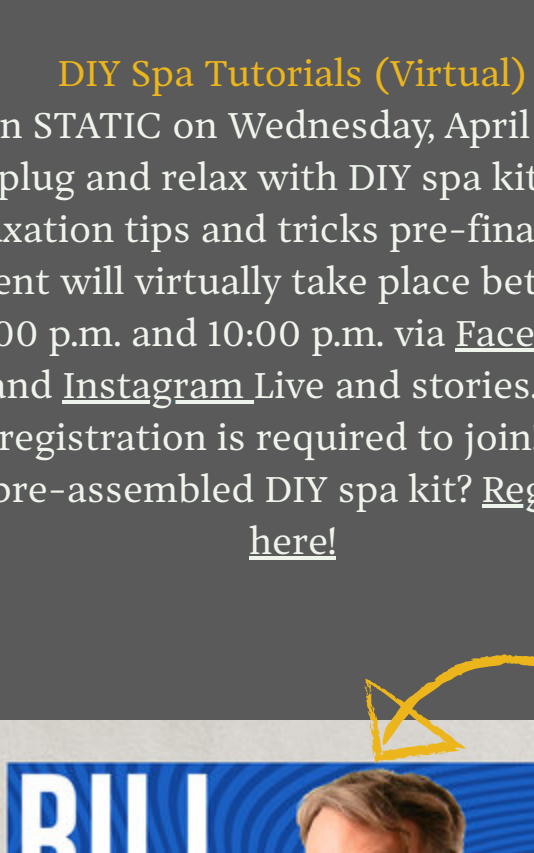 DIY Spa Tutorials (Virtual)
n STATIC on Wednesday, April
plug and relax with DIY spa kit
xation tips and tricks pre-fina
ent will virtually take place bet
00 p.m. and 10:00 p.m. via Face
and Instagram Live and stories.
registration is required to join!
pre-assembled DIY spa kit? Reg
here!
BILL